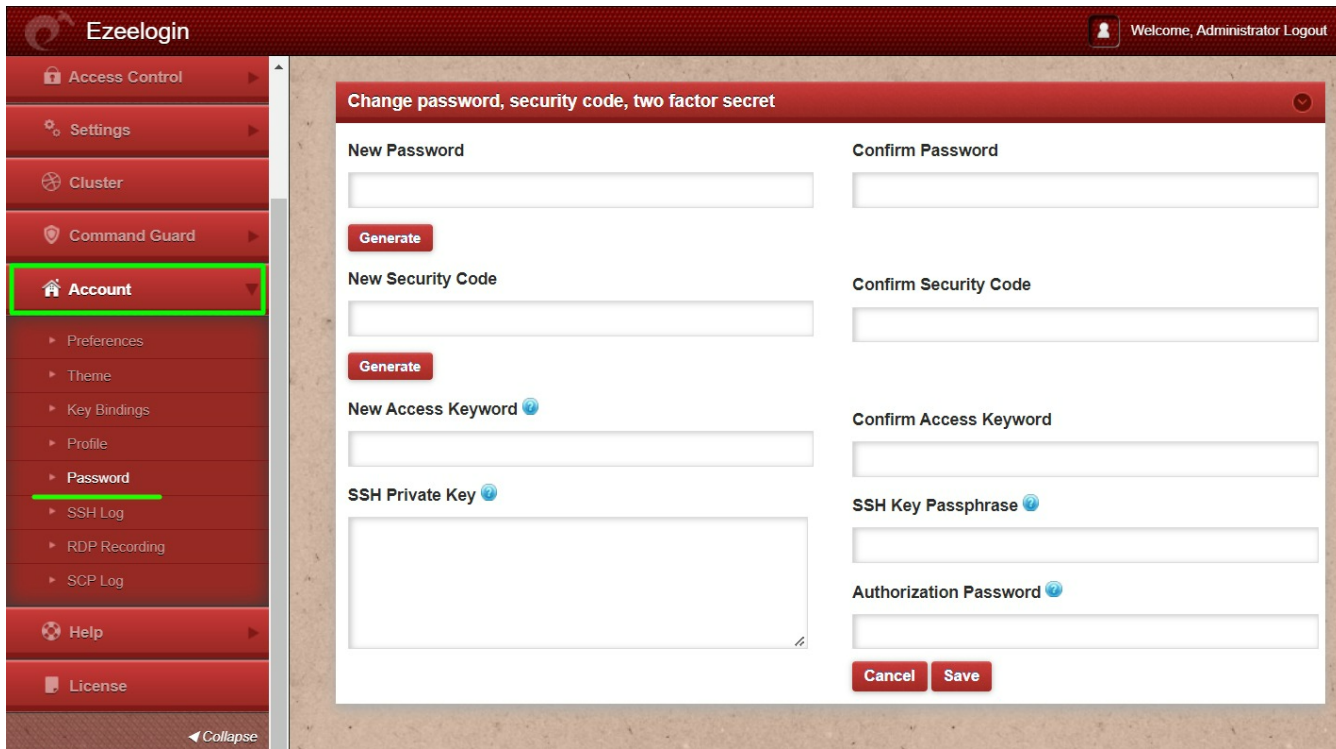 Ezeelogin
Welcome, Administrator Logout
Access Control
Settings
Cluster
Command Guard
Account
Preferences
Theme
Key Bindings
Profile
Password
SSH Log
RDP Recording
SCP Log
Help
License
Collapse
Change password, security code, two factor secret
New Password
Confirm Password
Generate
New Security Code
Confirm Security Code
Generate
New Access Keyword
Confirm Access Keyword
SSH Private Key
SSH Key Passphrase
Authorization Password
Cancel Save